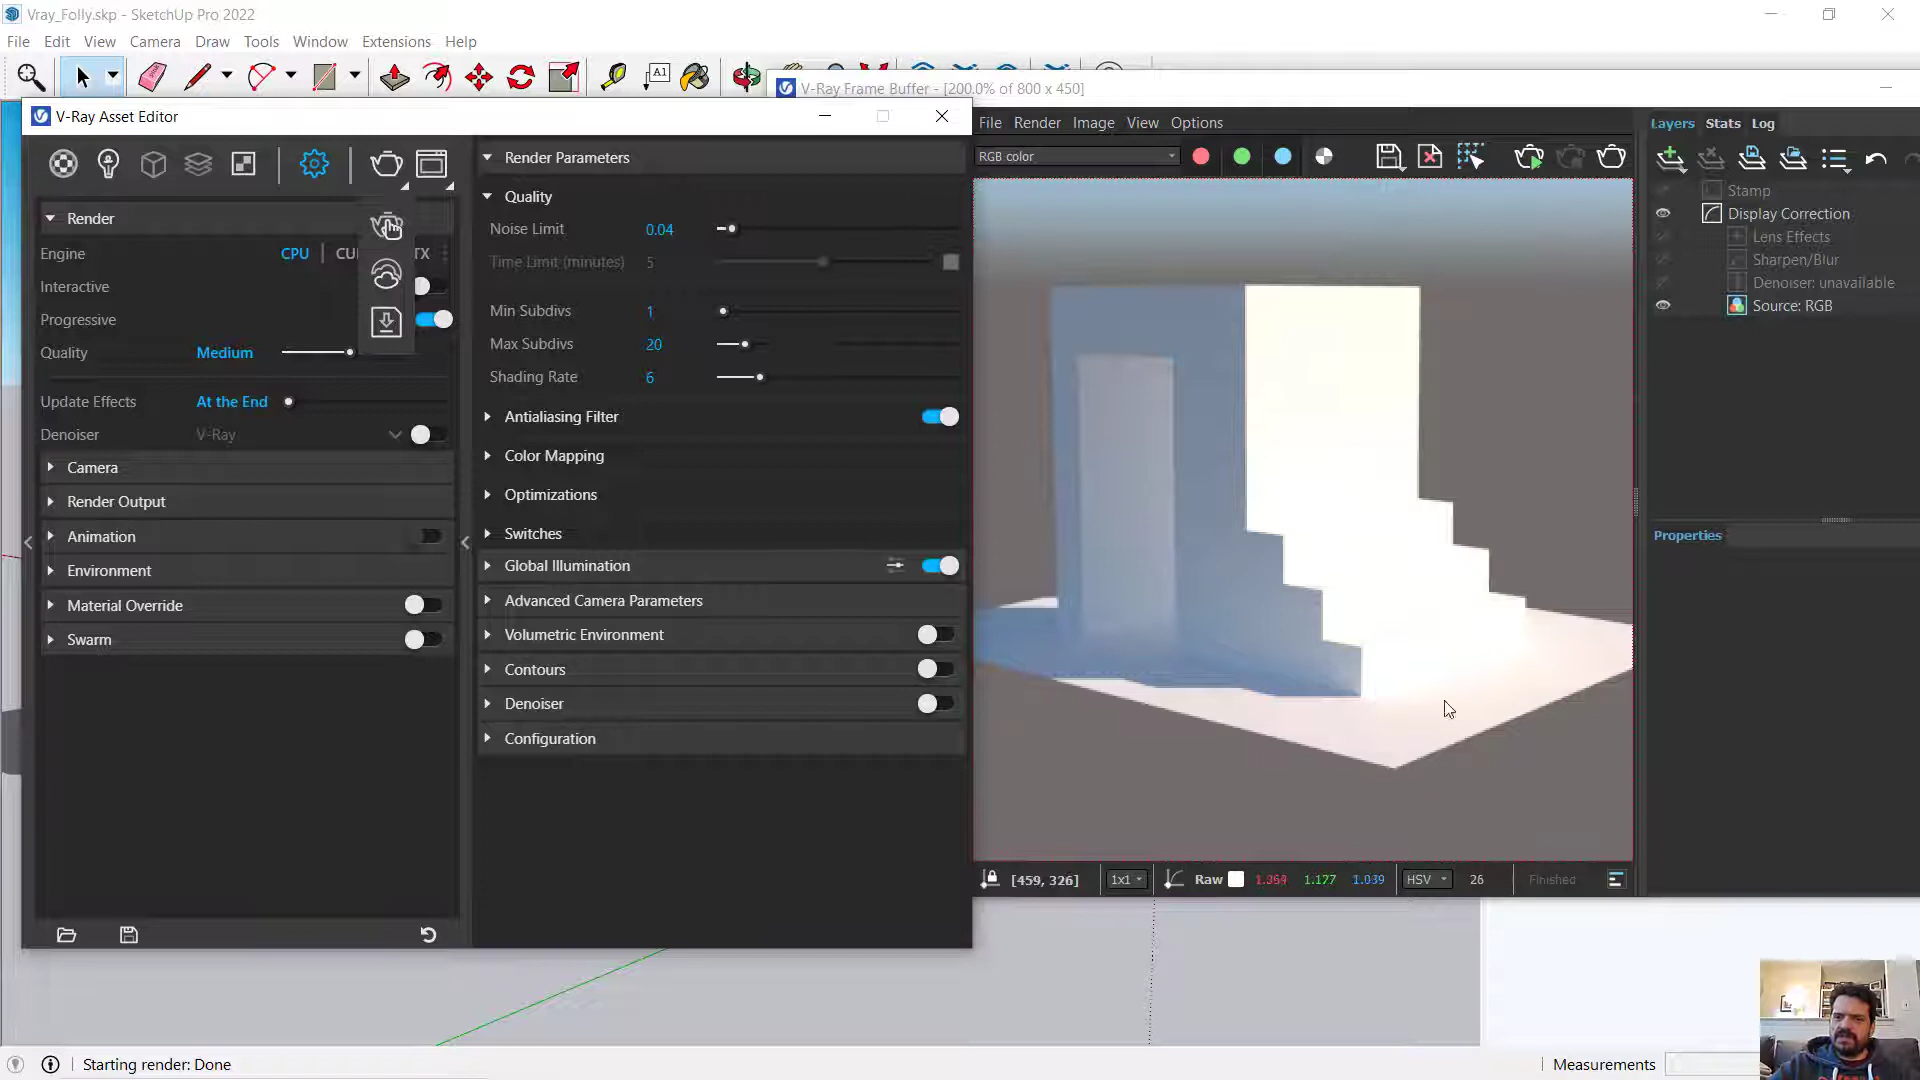 Vray_Folly.skp - SketchUp Pro 2022
File Edit View Camera Draw Tools Window Extensions Help
A1
V-Ray Frame Buffer - [200.0% of 800 x 450]
V-Ray Asset Editor
File Render Image View Options
Layers Stats Log
RGB color
Render
Engine CPU CU TX
Interactive
Progressive
Quality Medium
Update Effects At the End
Denoiser V-Ray
Camera
Render Output
Animation
Environment
Material Override
Swarm
Render Parameters
Quality
Noise Limit 0.04
Time Limit (minutes) 5
Min Subdivs 1
Max Subdivs 20
Shading Rate 6
Antialiasing Filter
Color Mapping
Optimizations
Switches
Global Illumination
Advanced Camera Parameters
Volumetric Environment
Contours
Denoiser
Configuration
Stamp
Display Correction
Lens Effects
Sharpen/Blur
Denoiser: unavailable
Source: RGB
Properties
[459, 326] 1x1 Raw 1.177 1.039 HSV 26 Finished
Starting render: Done
Measurements